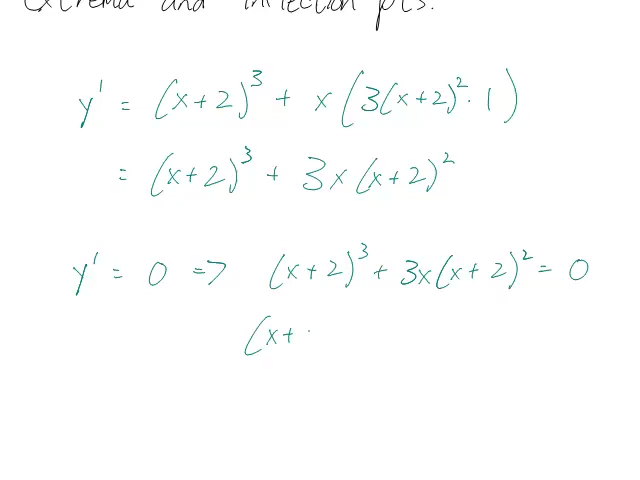 extrema and inflection pts.
y' = (x+2)^3 + x(3(x+2)^2 · 1)
= (x+2)^3 + 3x(x+2)^2
y' = 0 => (x+2)^3 + 3x(x+2)^2 = 0
(x+